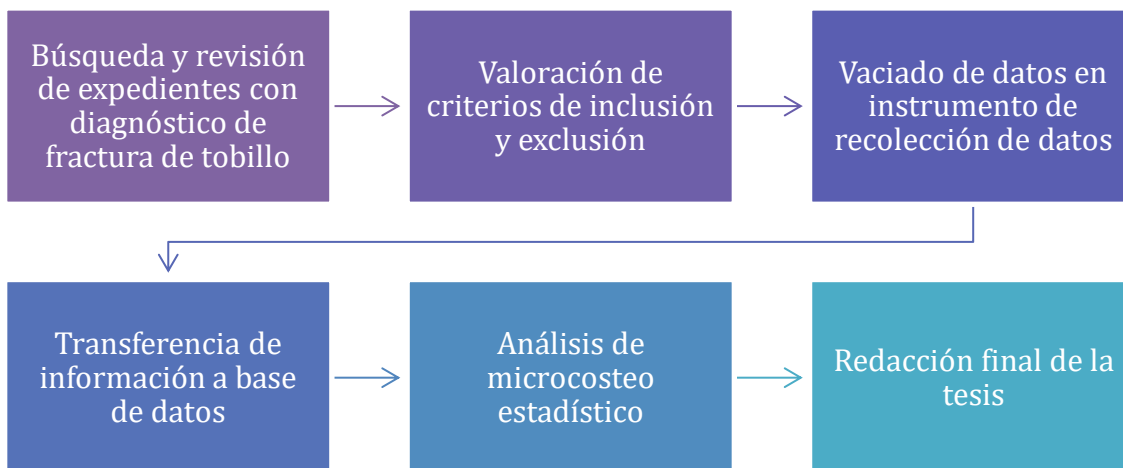 Búsqueda y revisión
de expedientes con
diagnóstico de
fractura de tobillo
Valoración de
criterios de inclusión
y exclusión
Vaciado de datos en
instrumento de
recolección de datos
Transferencia de
información a base
de datos
Análisis de
microcosteo
estadístico
Redacción final de la
tesis